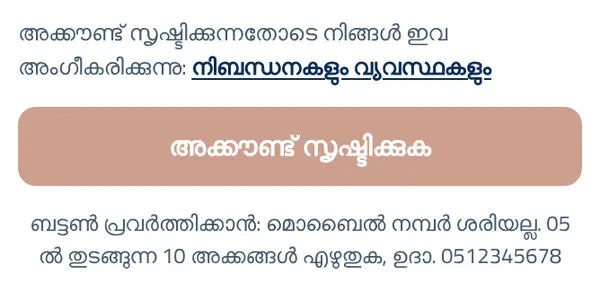 അക്കൗണ്ട് സൃഷ്ടിക്കുന്നതോടെ നിങ്ങൾ ഇവ
അംഗീകരിക്കുന്നു: നിബന്ധനകളും വ്യവസ്ഥകളും
അക്കൗണ്ട് സൃഷ്ടിക്കുക
ബട്ടൺ പ്രവർത്തിക്കാൻ: മൊബൈൽ നമ്പർ ശരിയല്ല. 05
ൽ തുടങ്ങുന്ന 10 അക്കങ്ങൾ എഴുതുക, ഉദാ. 0512345678